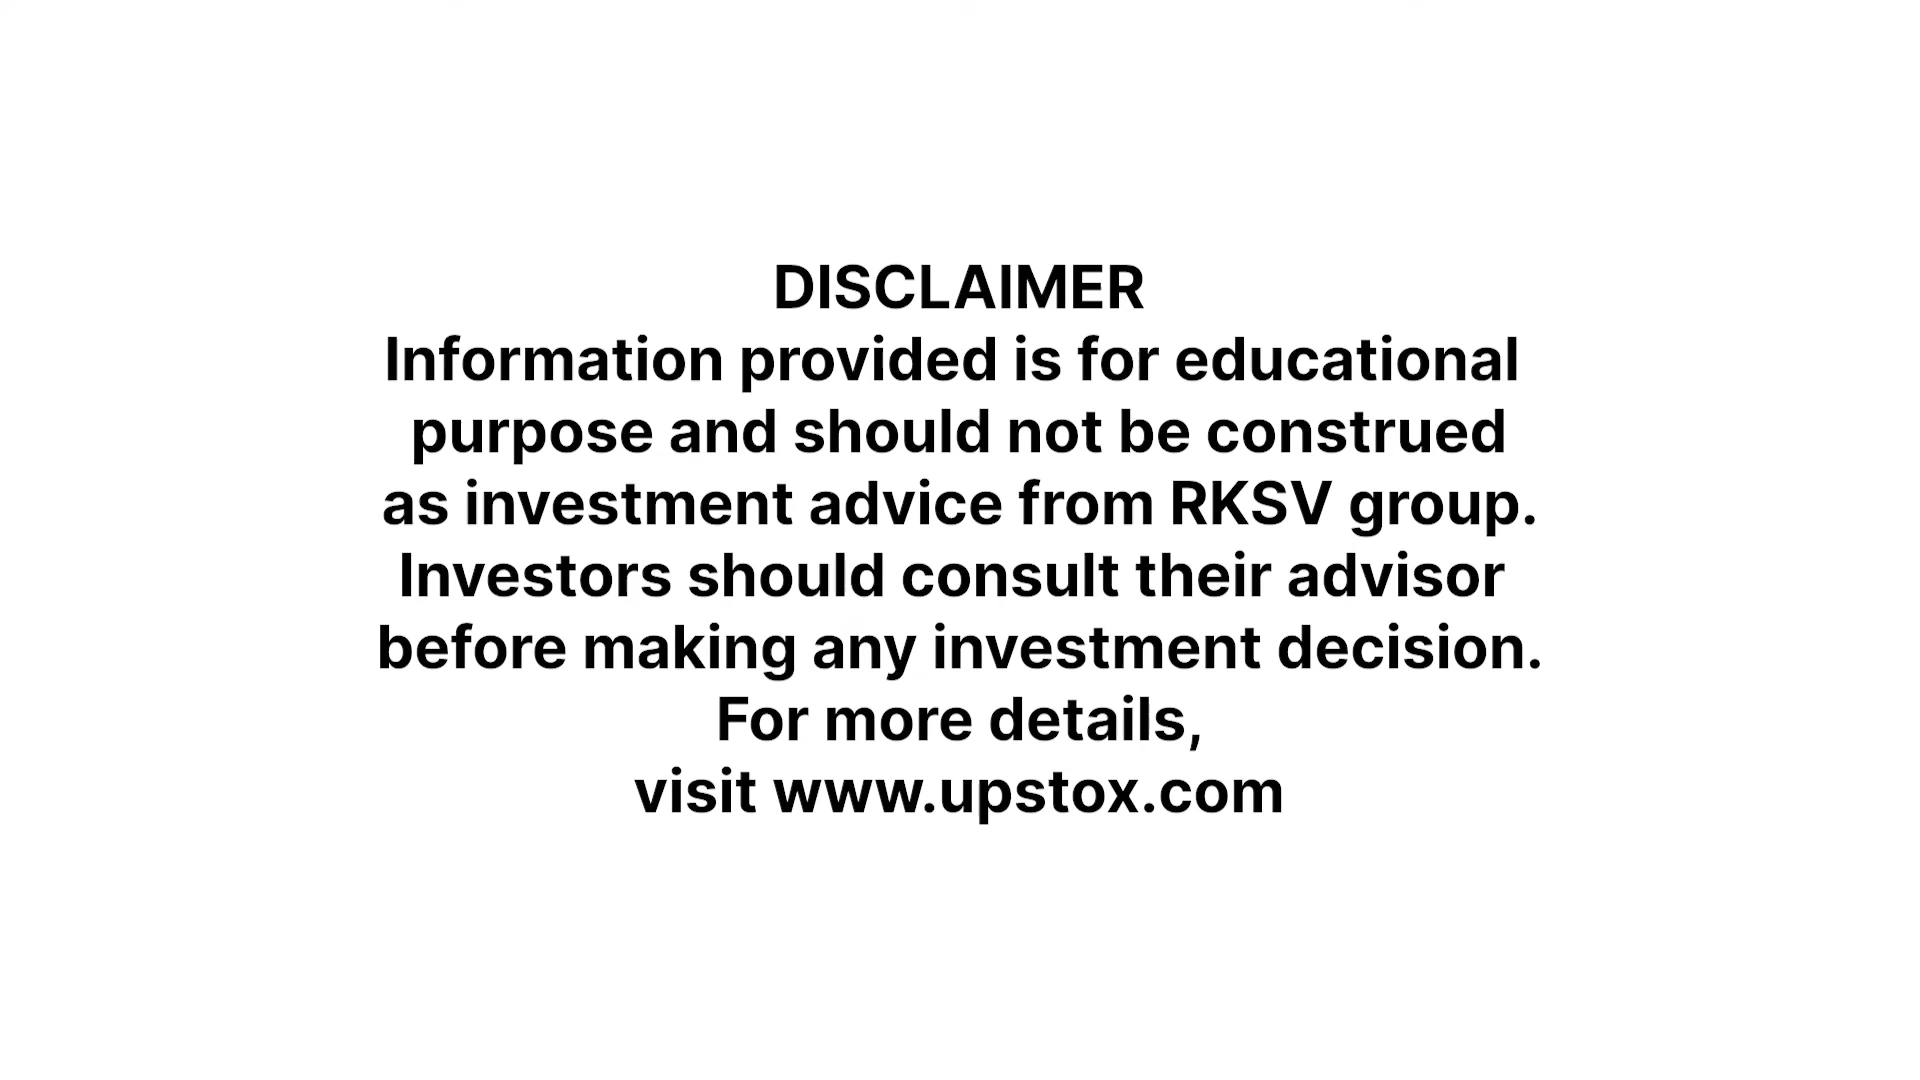 DISCLAIMER
Information provided is for educational
purpose and should not be construed
as investment advice from RKSV group.
Investors should consult their advisor
before making any investment decision.
For more details,
visit www.upstox.com